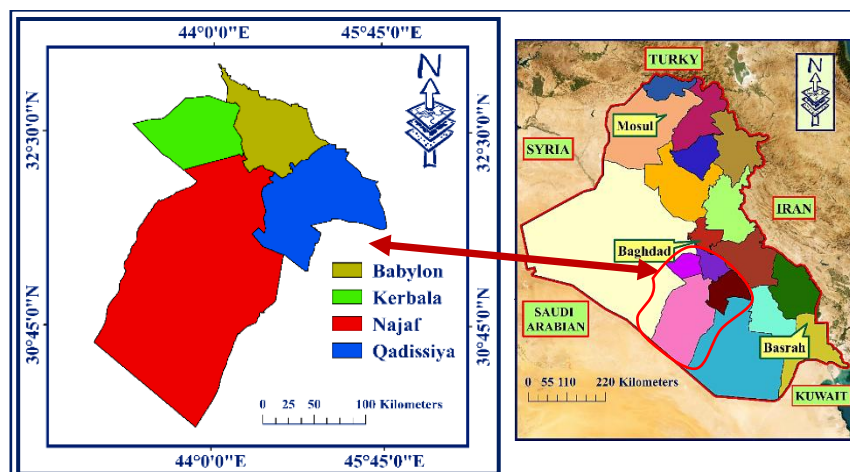 44°0'0"E
45°45'0"E
32°30'0"N
30°45'0"N
N
Babylon
Kerbala
Najaf
Qadissiya
0 25 50 100 Kilometers
32°30'0"N
30°45'0"N
44°0'0"E
45°45'0"E
TURKY
N
Mosul
SYRIA
IRAN
Baghdad
SAUDI
ARABIAN
Basrah
KUWAIT
0 55 110 220 Kilometers